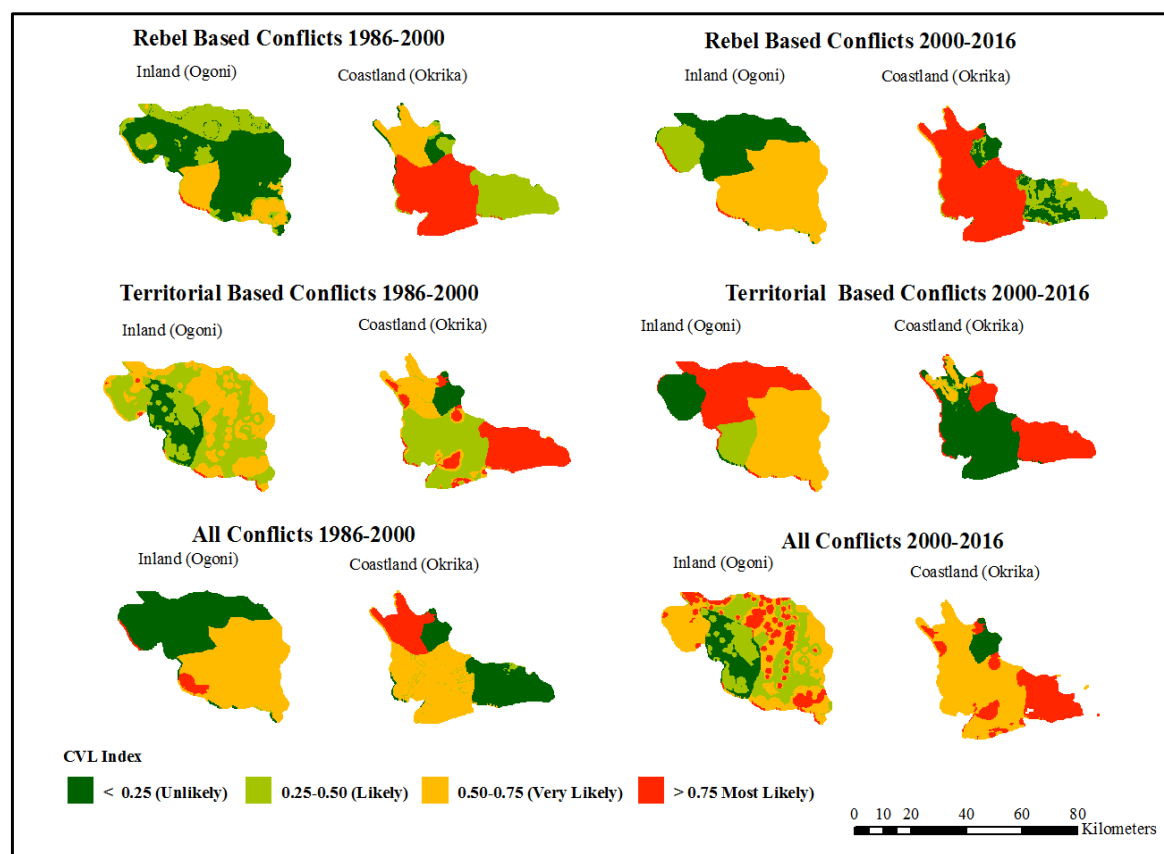 Rebel Based Conflicts 1986-2000
Inland (Ogoni)
Coastland (Okrika)
Rebel Based Conflicts 2000-2016
Inland (Ogoni)
Coastland (Okrika)
Territorial Based Conflicts 1986-2000
Inland (Ogoni)
Coastland (Okrika)
Territorial Based Conflicts 2000-2016
Inland (Ogoni)
Coastland (Okrika)
All Conflicts 1986-2000
Inland (Ogoni)
Coastland (Okrika)
All Conflicts 2000-2016
Inland (Ogoni)
Coastland (Okrika)
CVL Index
< 0.25 (Unlikely)
0.25-0.50 (Likely)
0.50-0.75 (Very Likely)
> 0.75 Most Likely)
0 5 10 20 40 60 80
Kilometers